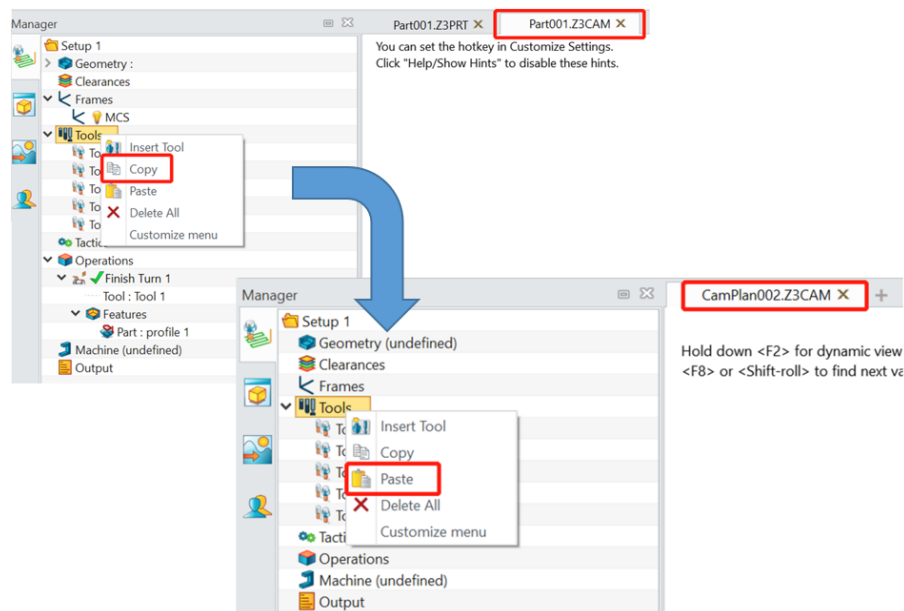 Manager
Part001.Z3PRT
Part001.Z3CAM
You can set the hotkey in Customize Settings.
Click "Help/Show Hints" to disable these hints.
Setup 1
Geometry :
Clearances
Frames
MCS
Tools
Insert Tool
Copy
Paste
Delete All
Customize menu
Operations
Finish Turn 1
Tool : Tool 1
Features
Part : profile 1
Machine (undefined)
Output
Manager
CamPlan002.Z3CAM
Hold down <F2> for dynamic view
<F8> or <Shift-roll> to find next
Setup 1
Geometry (undefined)
Clearances
Frames
Tools
Insert Tool
Copy
Paste
Delete All
Customize menu
Operations
Machine (undefined)
Output